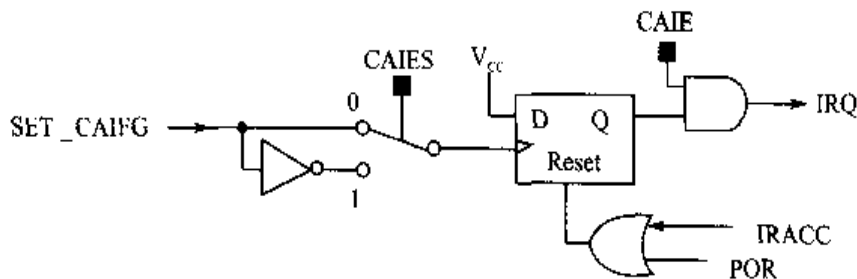 CAIE
CAIES
Vcc
0
D Q
IRQ
SET_CAIFG
Reset
1
IRACC
POR